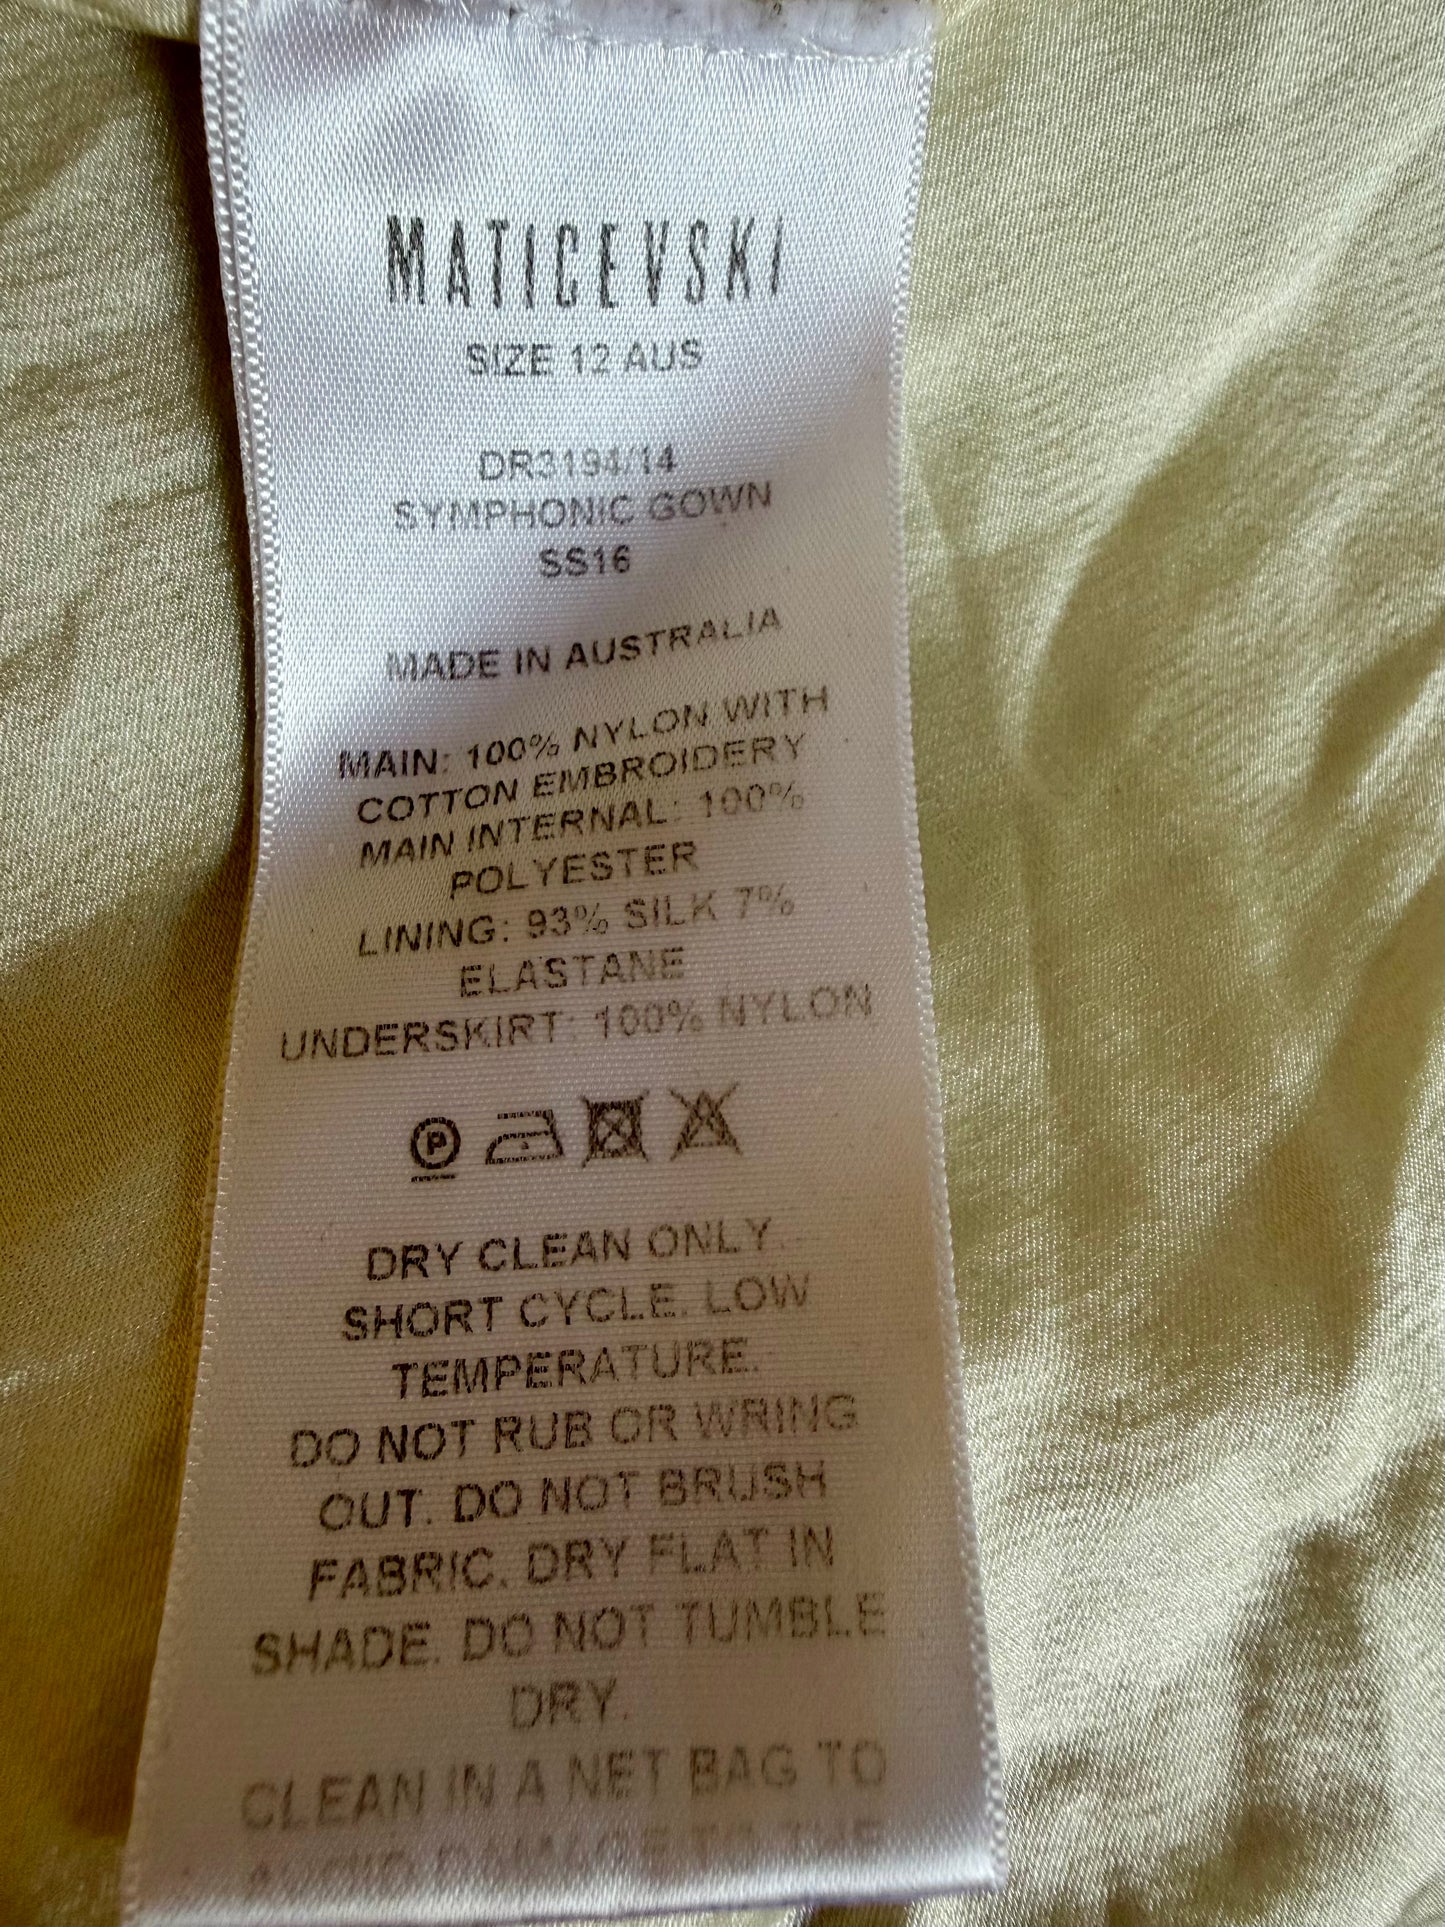 MATICEVSKI
SIZE 12 AUS
DR3194/14
SYMPHONIC GOWN
SS16
MADE IN AUSTRALIA
MAIN: 100% NYLON WITH
COTTON EMBROIDERY
MAIN INTERNAL: 100%
POLYESTER
LINING: 93% SILK 7%
ELASTANE
UNDERSKIRT: 100% NYLON
P
DRY CLEAN ONLY.
SHORT CYCLE. LOW
TEMPERATURE.
DO NOT RUB OR WRING
OUT. DO NOT BRUSH
FABRIC. DRY FLAT IN
SHADE. DO NOT TUMBLE
DRY.
CLEAN IN A NET BAG TO